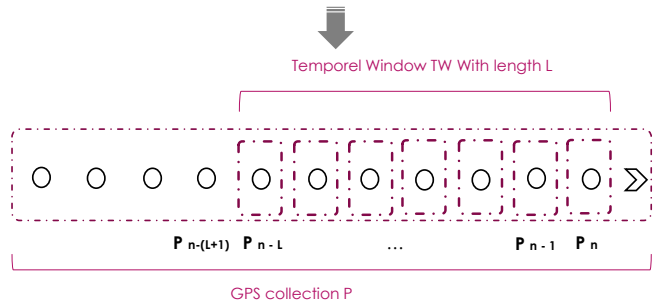 Temporel Window TW With length L
P n-(L+1) P n - L ... P n - 1 P n
GPS collection P